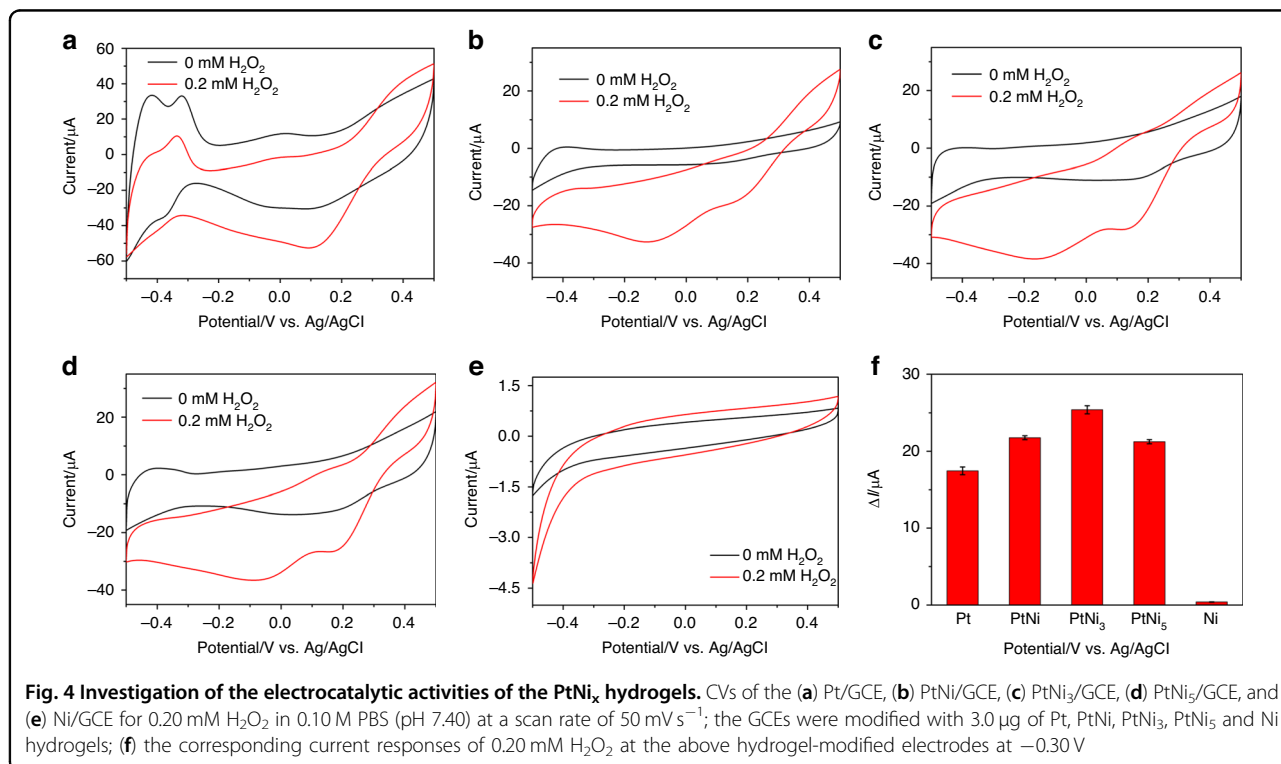 a
60
40
20
0
−20
−40
−60
Current/μA
0 mM H₂O₂
0.2 mM H₂O₂
−0.4 −0.2 0.0 0.2 0.4
Potential/V vs. Ag/AgCl
b
20
0
−20
−40
Current/μA
0 mM H₂O₂
0.2 mM H₂O₂
−0.4 −0.2 0.0 0.2 0.4
Potential/V vs. Ag/AgCl
c
40
20
0
−20
−40
Current/μA
0 mM H₂O₂
0.2 mM H₂O₂
−0.4 −0.2 0.0 0.2 0.4
Potential/V vs. Ag/AgCl
d
20
0
−20
−40
Current/μA
0 mM H₂O₂
0.2 mM H₂O₂
−0.4 −0.2 0.0 0.2 0.4
Potential/V vs. Ag/AgCl
e
1.5
0.0
−1.5
−3.0
−4.5
Current/μA
0 mM H₂O₂
0.2 mM H₂O₂
−0.4 −0.2 0.0 0.2 0.4
Potential/V vs. Ag/AgCl
f
30
20
10
0
ΔI/μA
Pt PtNi PtNi₃ PtNi₅ Ni
Potential/V vs. Ag/AgCl
Fig. 4 Investigation of the electrocatalytic activities of the PtNiₓ hydrogels. CVs of the (a) Pt/GCE, (b) PtNi/GCE, (c) PtNi₃/GCE, (d) PtNi₅/GCE, and
(e) Ni/GCE for 0.20 mM H₂O₂ in 0.10 M PBS (pH 7.40) at a scan rate of 50 mV s⁻¹; the GCEs were modified with 3.0 μg of Pt, PtNi, PtNi₃, PtNi₅ and Ni
hydrogels; (f) the corresponding current responses of 0.20 mM H₂O₂ at the above hydrogel-modified electrodes at −0.30 V